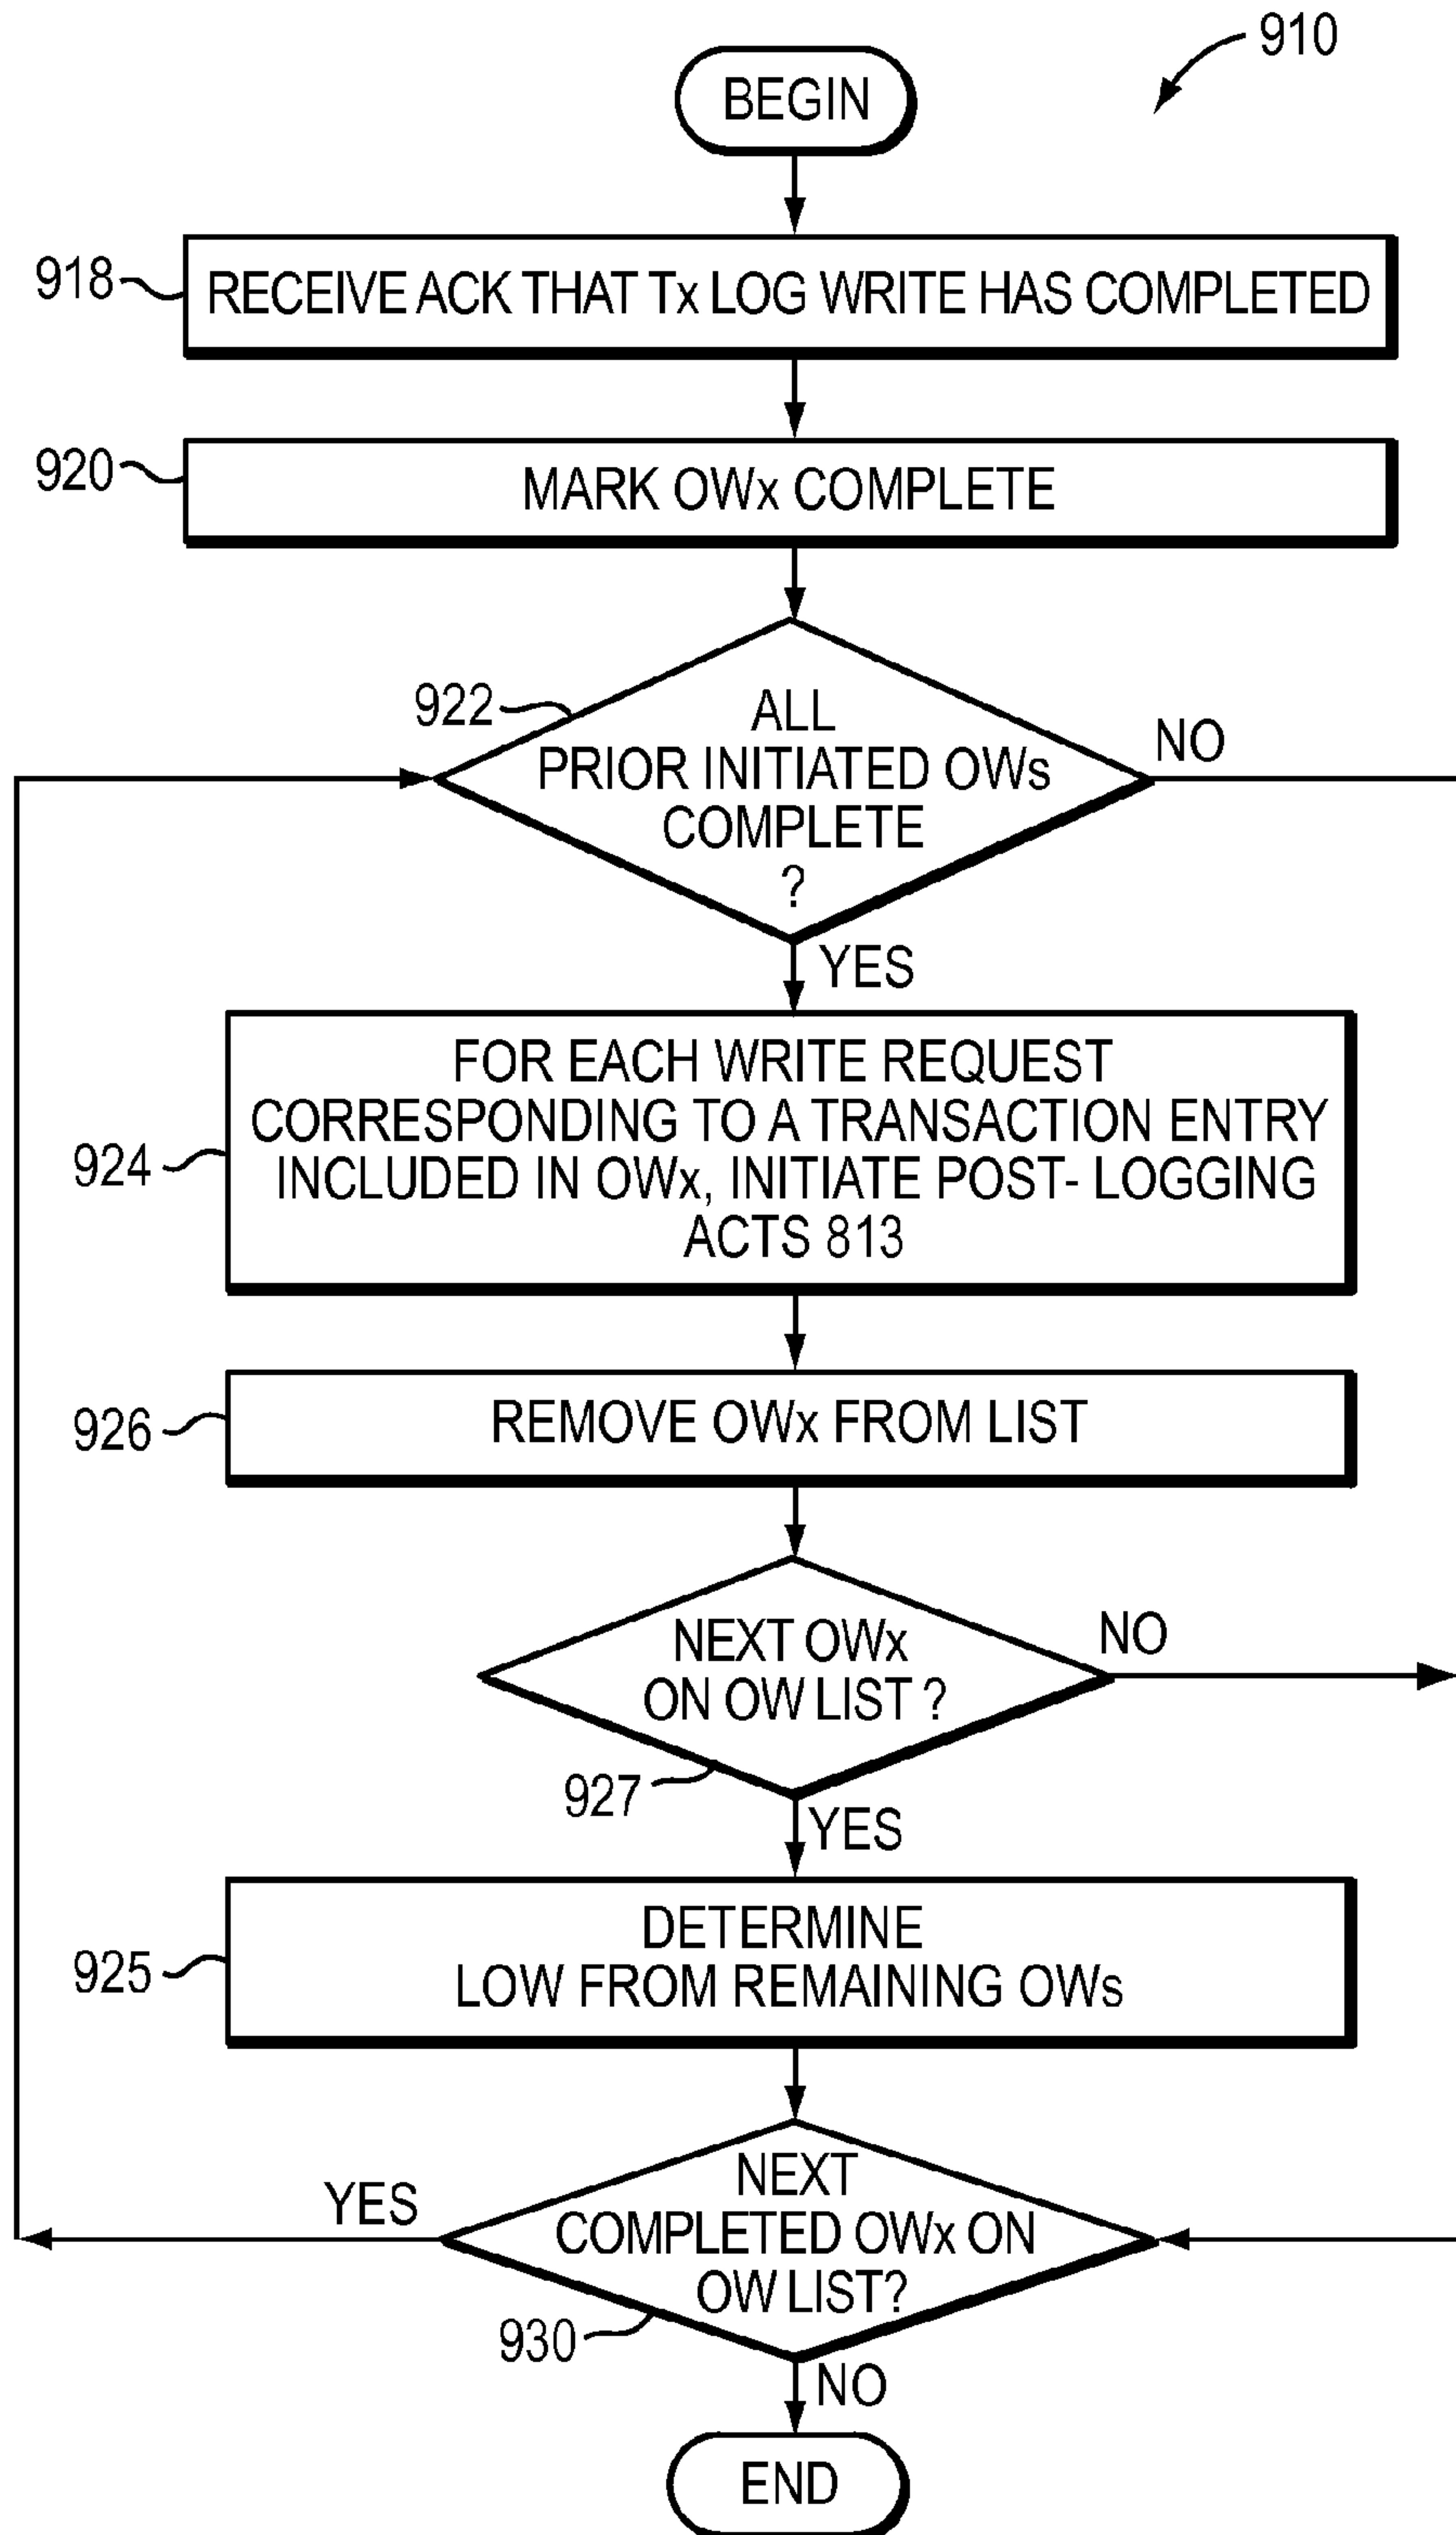 910
BEGIN
918
RECEIVE ACK THAT Tx LOG WRITE HAS COMPLETED
920
MARK OWx COMPLETE
922
ALL
PRIOR INITIATED OWs
COMPLETE
?
NO
YES
924
FOR EACH WRITE REQUEST
CORRESPONDING TO A TRANSACTION ENTRY
INCLUDED IN OWx, INITIATE POST- LOGGING
ACTS 813
926
REMOVE OWx FROM LIST
NEXT OWx
ON OW LIST ?
NO
927
YES
925
DETERMINE
LOW FROM REMAINING OWs
YES
NEXT
COMPLETED OWx ON
OW LIST?
930
NO
END